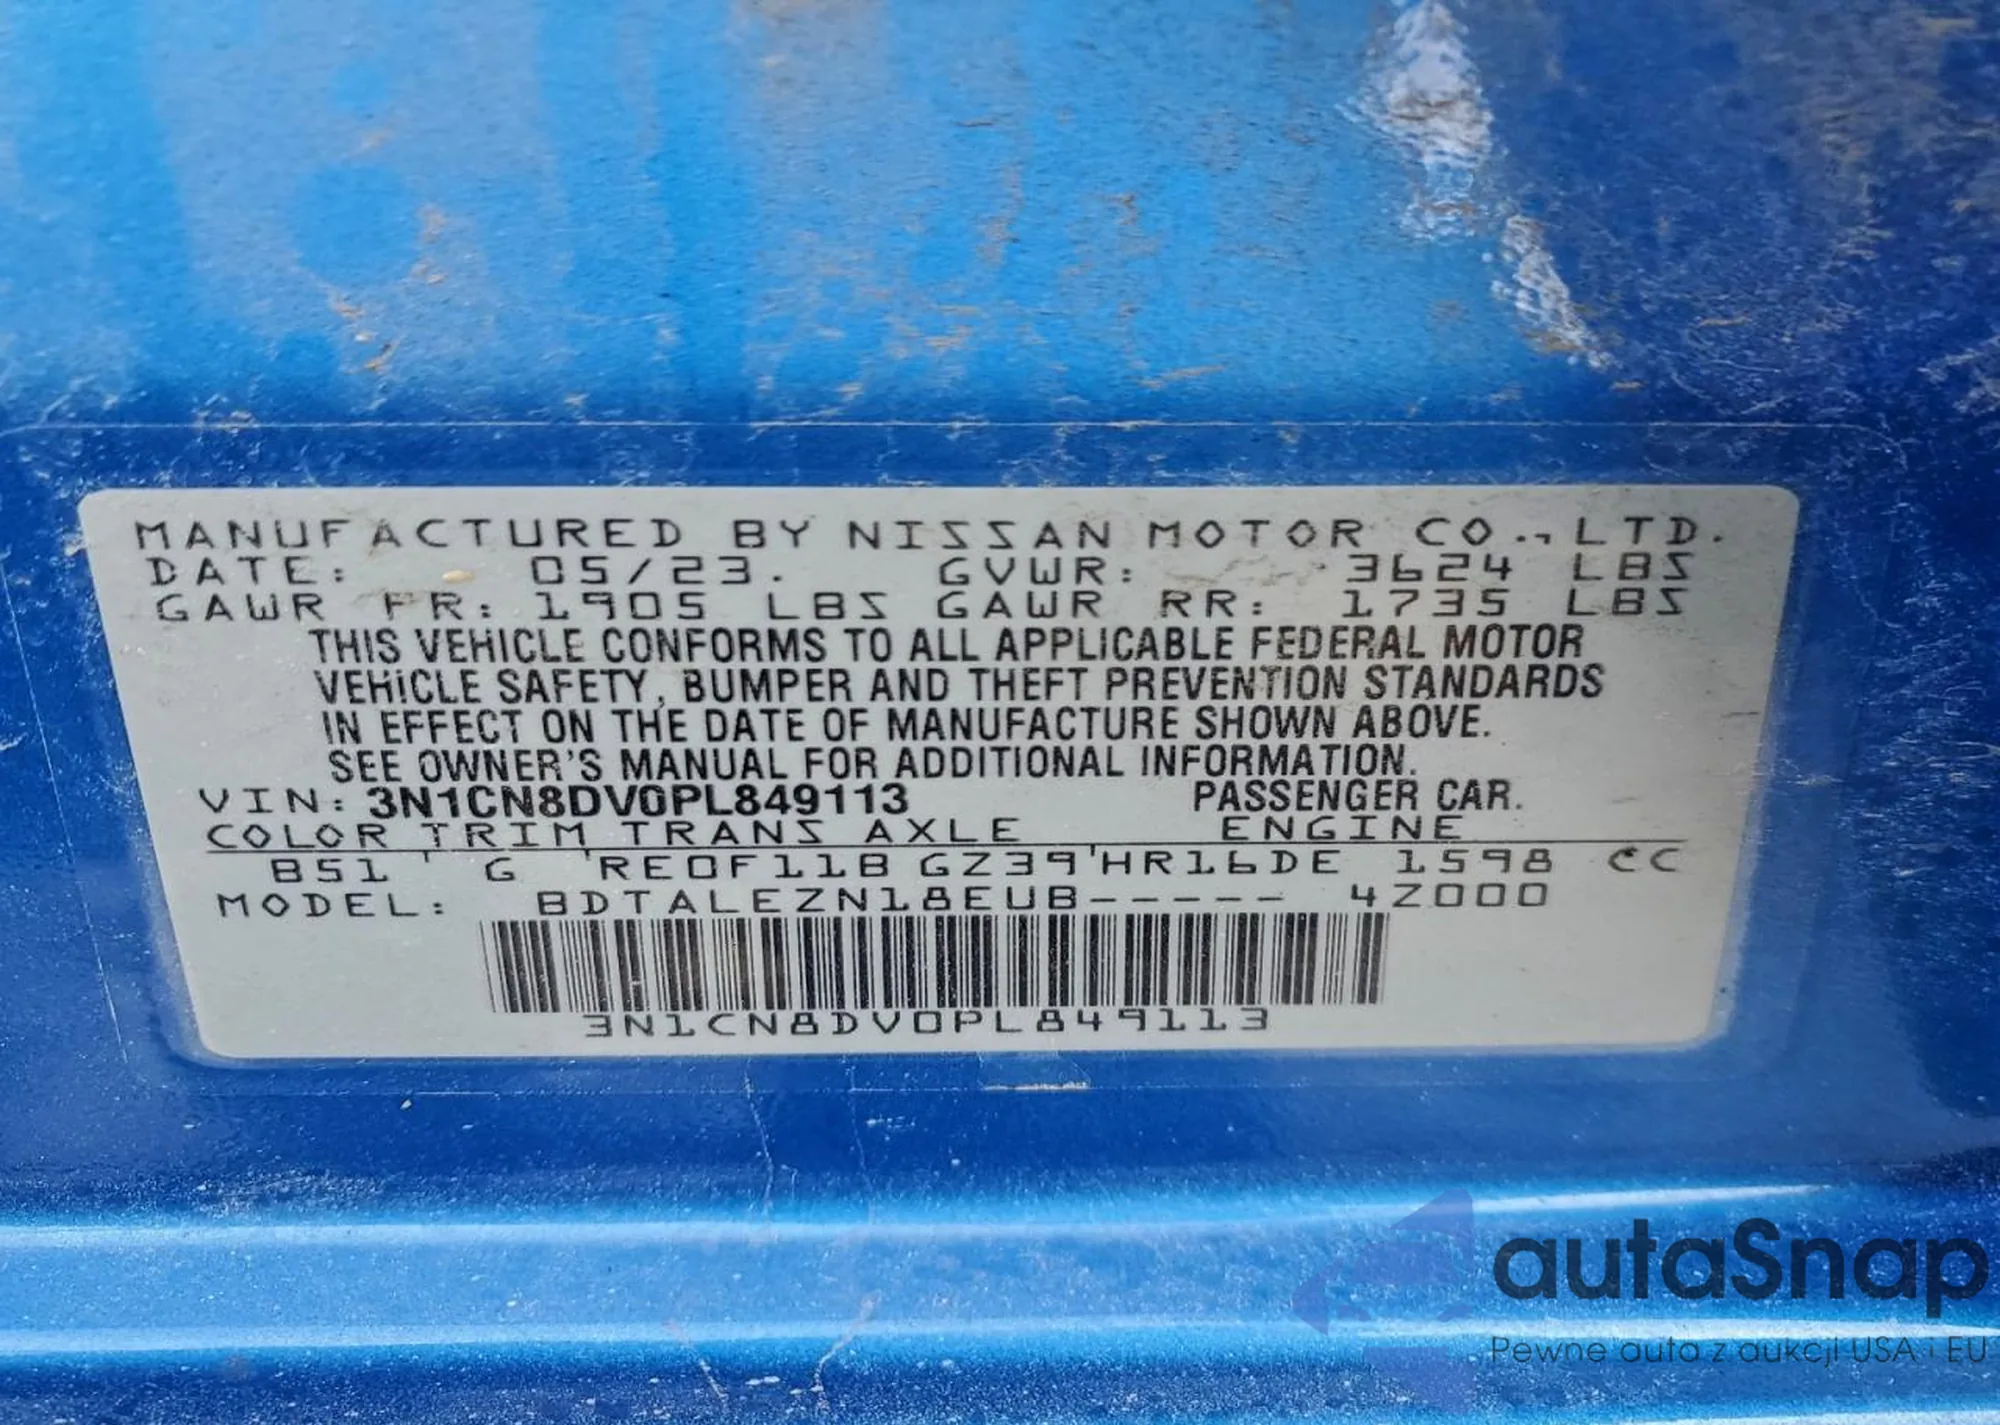 MANUFACTURED BY NISSAN MOTOR CO., LTD.
DATE: 05/23. GVWR: 3624 LBS
GAWR FR: 1905 LBS GAWR RR: 1735 LBS
THIS VEHICLE CONFORMS TO ALL APPLICABLE FEDERAL MOTOR
VEHICLE SAFETY, BUMPER AND THEFT PREVENTION STANDARDS
IN EFFECT ON THE DATE OF MANUFACTURE SHOWN ABOVE.
SEE OWNER'S MANUAL FOR ADDITIONAL INFORMATION.
VIN: 3N1CN8DV0PL849113 PASSENGER CAR.
COLOR TRIM TRANS AXLE ENGINE
B51 G RE0F11B GZ39 HR16DE 1598 CC
MODEL: BDTALEZN18EUB----- 4Z000
3N1CN8DV0PL849113
autaSnap
Pewne auta z aukcji USA i EU